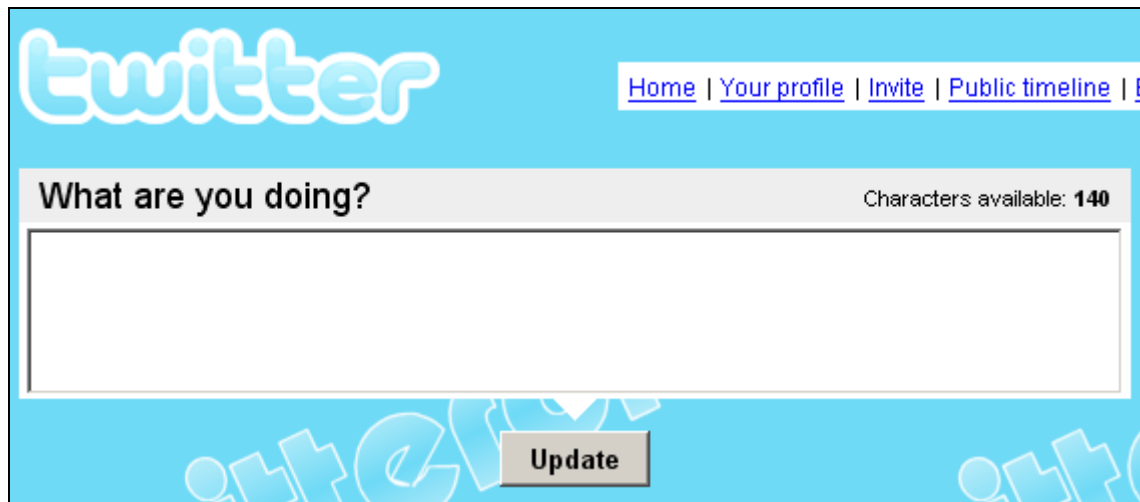 twitter
Home | Your profile | Invite | Public timeline |
What are you doing?
Characters available: 140
Update